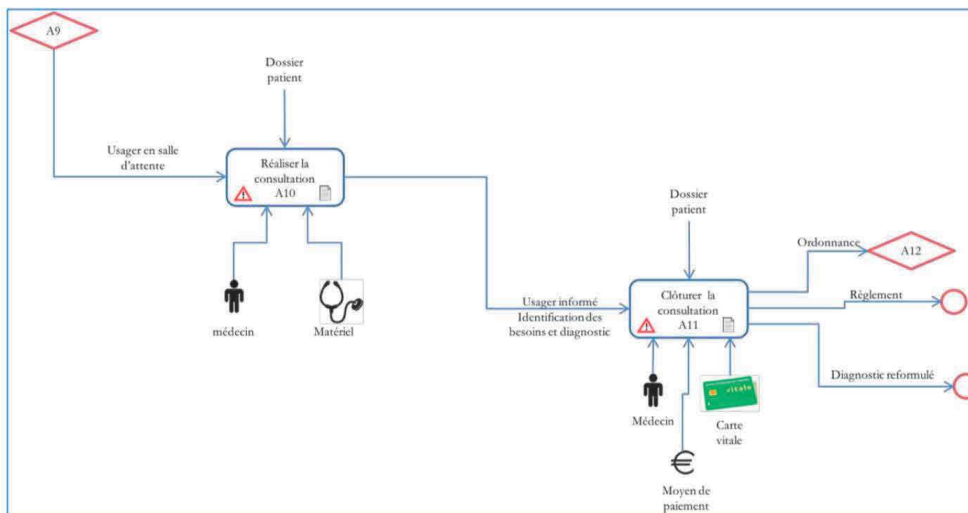 A9
Dossier
patient
Usager en salle
d'attente
Réaliser la
consultation
A10
médecin
Matériel
Dossier
patient
Usager informé
Identification des
besoins et diagnostic
Clôturer la
consultation
A11
Ordonnance
A12
Règlement
Diagnostic reformulé
Médecin
vitale
Carte
vitale
€
Moyen de
paiement